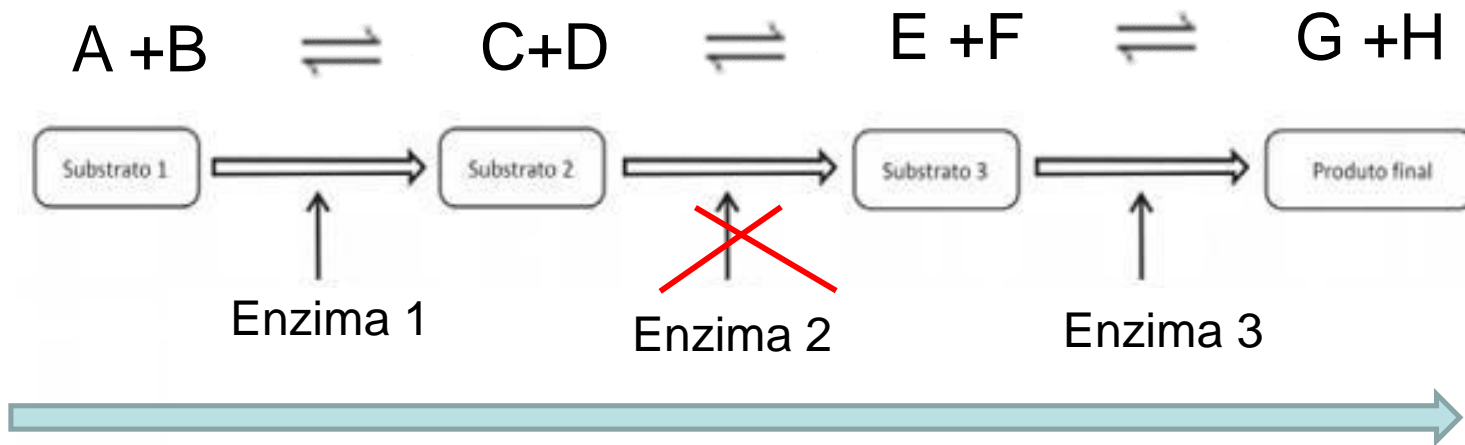 A +B ⇌ C+D ⇌ E +F ⇌ G +H
Substrato 1 Substrato 2 Substrato 3 Produto final
Enzima 1 Enzima 2 Enzima 3